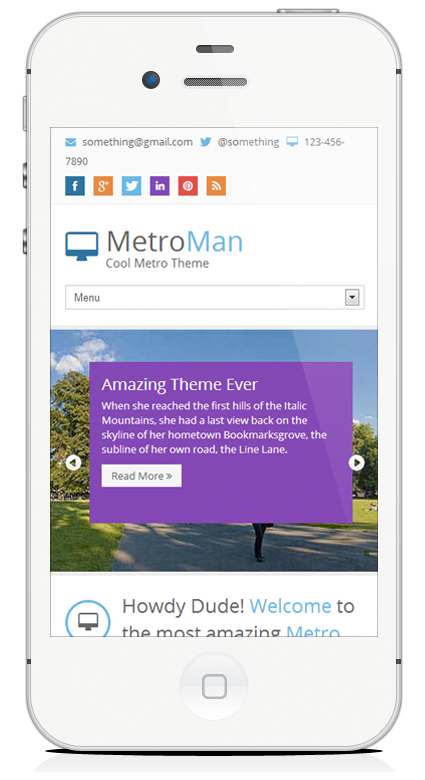 something@gmail.com @something 123-456-
7890
MetroMan
Cool Metro Theme
Menu
Amazing Theme Ever
When she reached the first hills of the Italic
Mountains, she had a last view back on the
skyline of her hometown Bookmarksgrove, the
subline of her own road, the Line Lane.
Read More »
Howdy Dude! Welcome to
the most amazing Metro